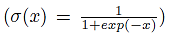 (σ(x) = 1/(1+exp(−x)))